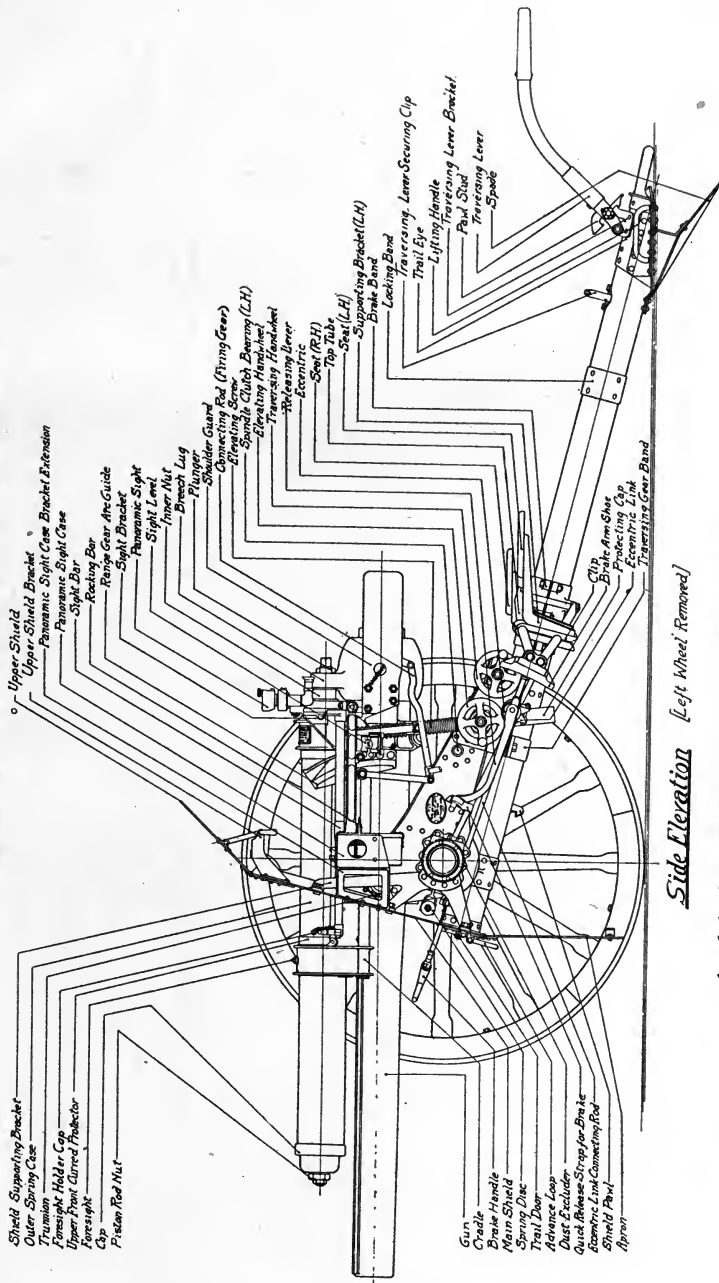 Upper Shield
Upper Shield Bracket
Panoramic Sight Case Bracket Extension
Panoramic Sight Case
Sight Bar
Rocking Bar
Range Gear Arc Guide
Sight Bracket
Panoramic Sight
Sight Level
Inner Nut
Breech Lug
Plunger
Shoulder Guard
Connecting Rod (Firing Gear)
Elevating Screw
Spindle Clutch Bearing (L.H)
Elevating Handwheel
Traversing Handwheel
Releasing Lever
Eccentric
Seat (R.H)
Top Tube
Seat (L.H)
Supporting Bracket (L.H)
Brake Band
Locking Band
Traversing Lever Securing Clip
Trail Eye
Lifting Handle
Traversing Lever Bracket
Pawl Stud
Traversing Lever
Spade
Shield Supporting Bracket
Outer Spring Case
Trunnion
Foresight Holder Cap
Upper Front Curved Protector
Foresight
Cap
Piston Rod Nut
Gun
Cradle
Brake Handle
Main Shield
Spring Disc
Trail Door
Advance Loop
Dust Excluder
Quick Release Strap for Brake
Eccentric Link Connecting Rod
Shield Pawl
Apron
Clip
Brake Arm Shoe
Protecting Cap
Eccentric Link
Traversing Gear Band
Side Elevation [Left Wheel Removed]